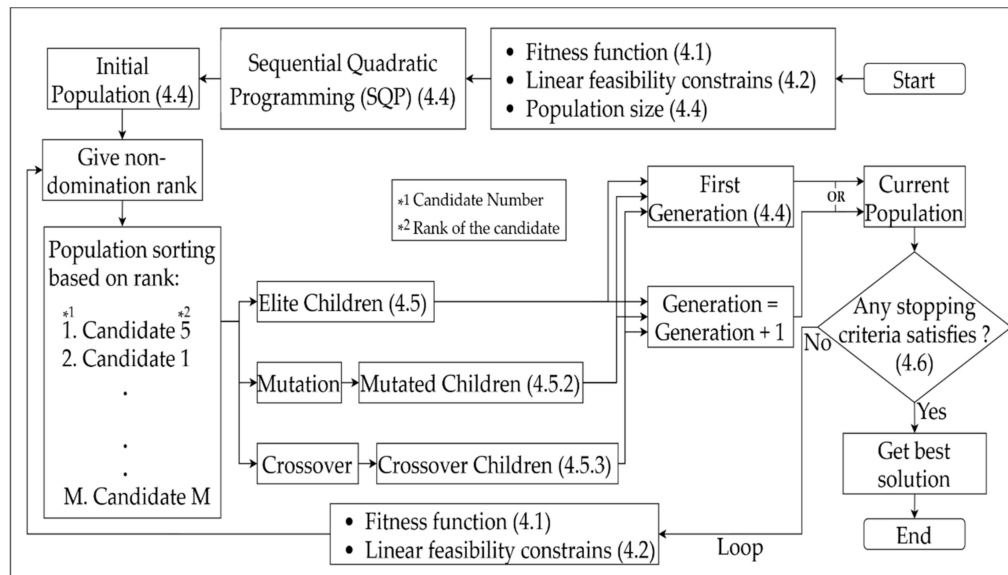 Start
• Fitness function (4.1)
• Linear feasibility constrains (4.2)
• Population size (4.4)
Sequential Quadratic
Programming (SQP) (4.4)
Initial
Population (4.4)
Give non-
domination rank
Population sorting
based on rank:
*1 *2
1. Candidate 5
2. Candidate 1
.
.
.
M. Candidate M
*1 Candidate Number
*2 Rank of the candidate
Elite Children (4.5)
Mutation
Mutated Children (4.5.2)
Crossover
Crossover Children (4.5.3)
First
Generation (4.4)
Generation =
Generation + 1
OR
Current
Population
Any stopping
criteria satisfies ?
(4.6)
No
Yes
Get best
solution
End
Loop
• Fitness function (4.1)
• Linear feasibility constrains (4.2)